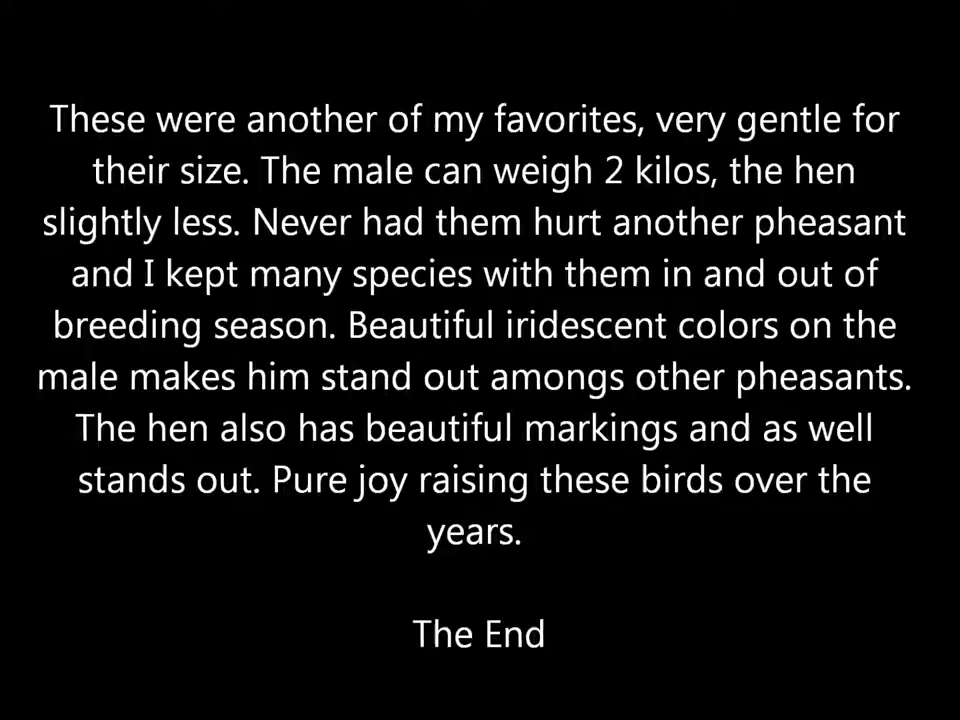 These were another of my favorites, very gentle for
their size. The male can weigh 2 kilos, the hen
slightly less. Never had them hurt another pheasant
and I kept many species with them in and out of
breeding season. Beautiful iridescent colors on the
male makes him stand out amongs other pheasants.
The hen also has beautiful markings and as well
stands out. Pure joy raising these birds over the
years.
The End